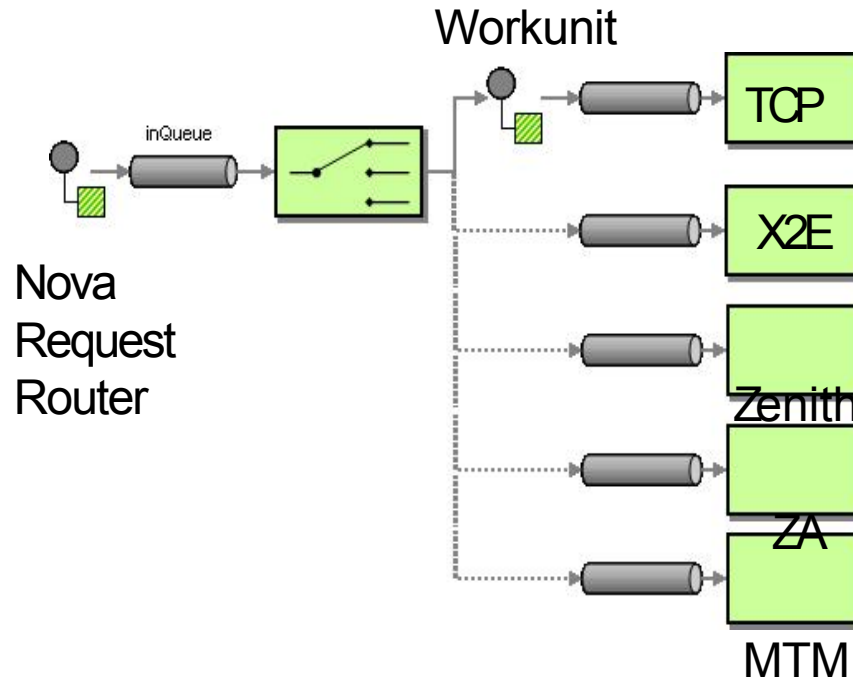 Workunit
TCP
inQueue
X2E
Nova
Request
Router
Zenith
ZA
MTM